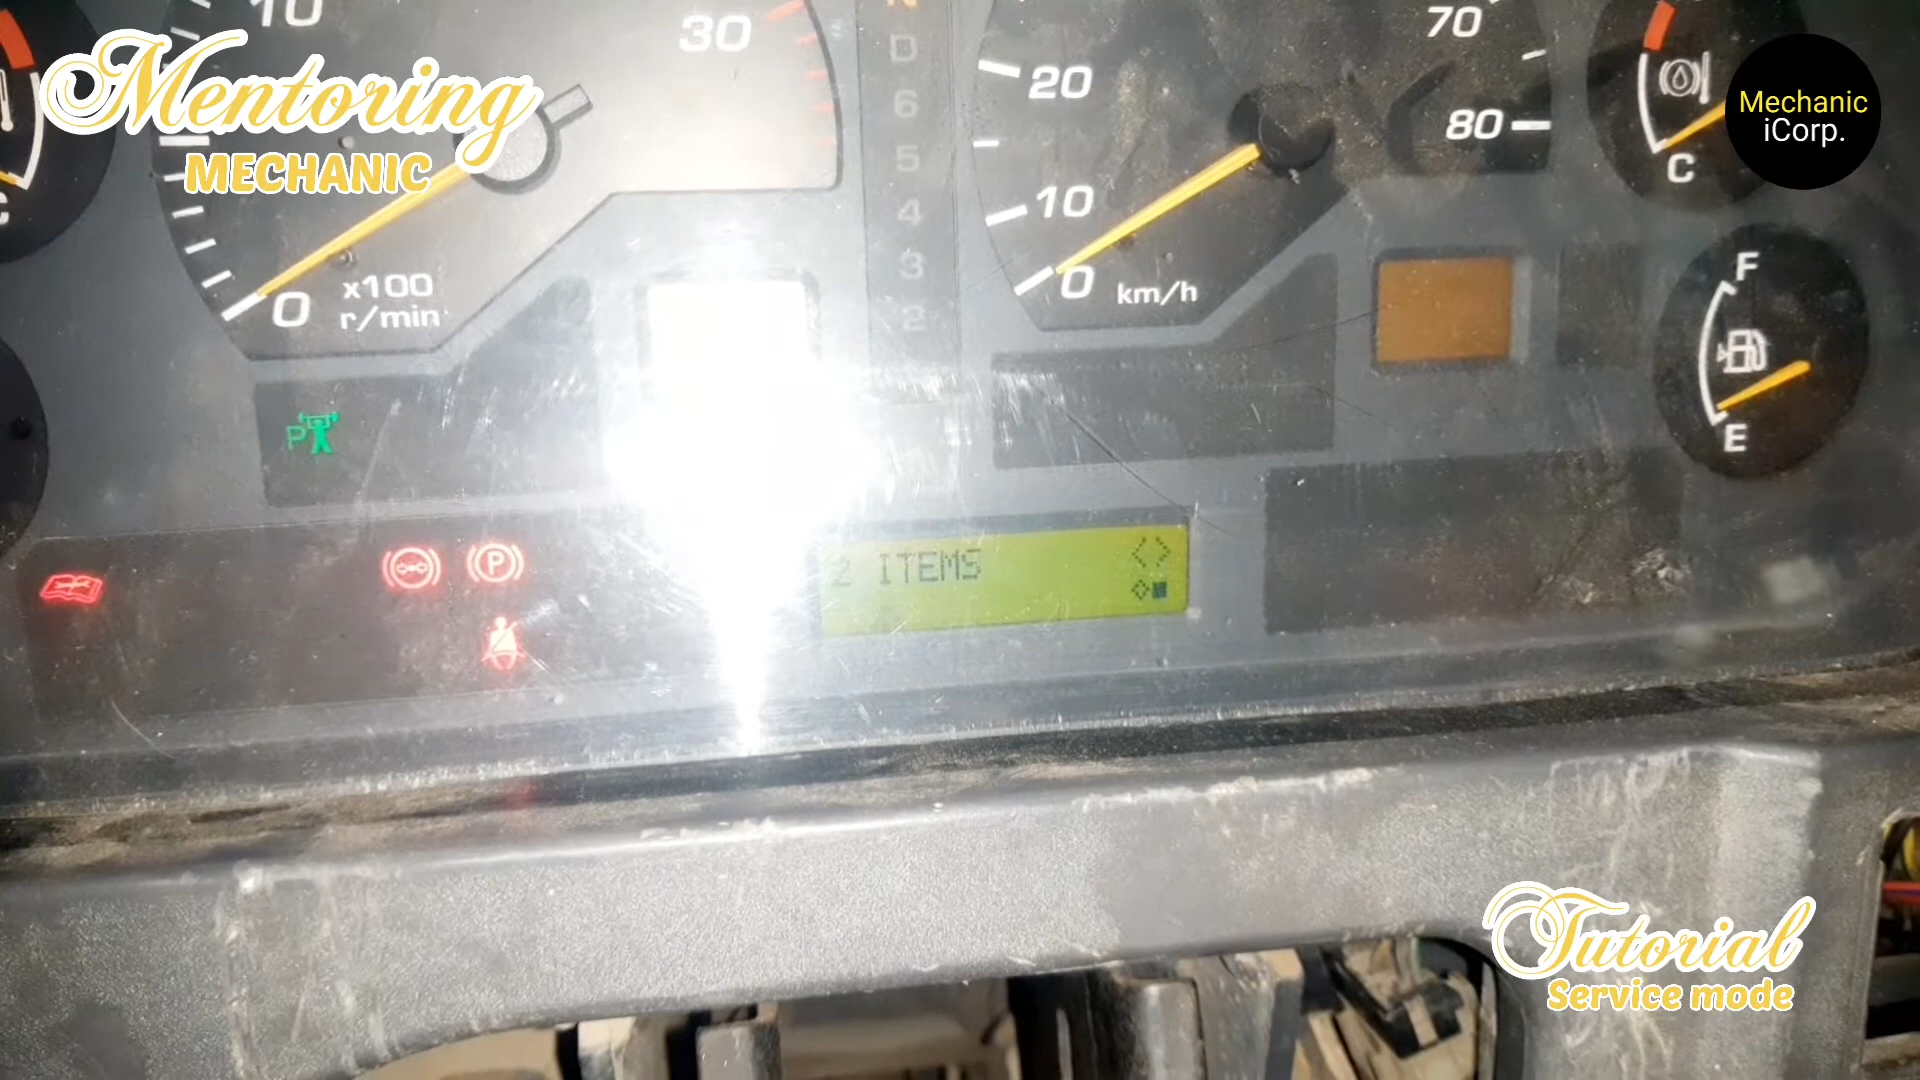 Mentoring
MECHANIC
Mechanic
iCorp.
10
30
x100
r/min
0
N
D
6
5
4
3
2
70
80
20
10
0
km/h
C
C
F
E
P
P
2 ITEMS
Tutorial
Service mode